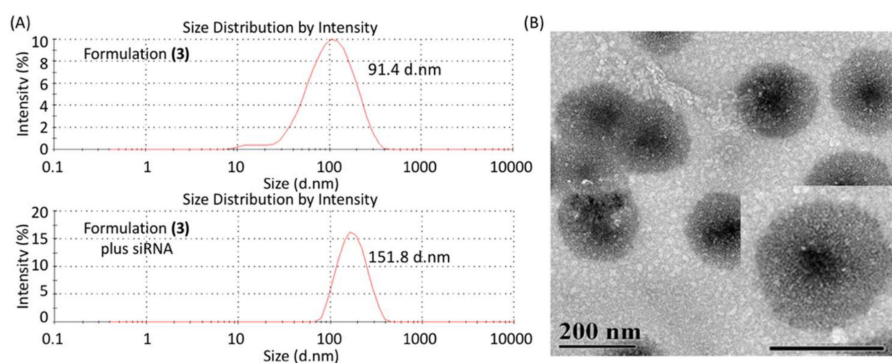 (A)
Size Distribution by Intensity
Intensity (%)
10
8
6
4
2
0
Formulation (3)
91.4 d.nm
0.1 1 10 100 1000 10000
Size (d.nm)
Size Distribution by Intensity
Intensity (%)
20
15
10
5
0
Formulation (3)
plus siRNA
151.8 d.nm
0.1 1 10 100 1000 10000
Size (d.nm)
(B)
200 nm